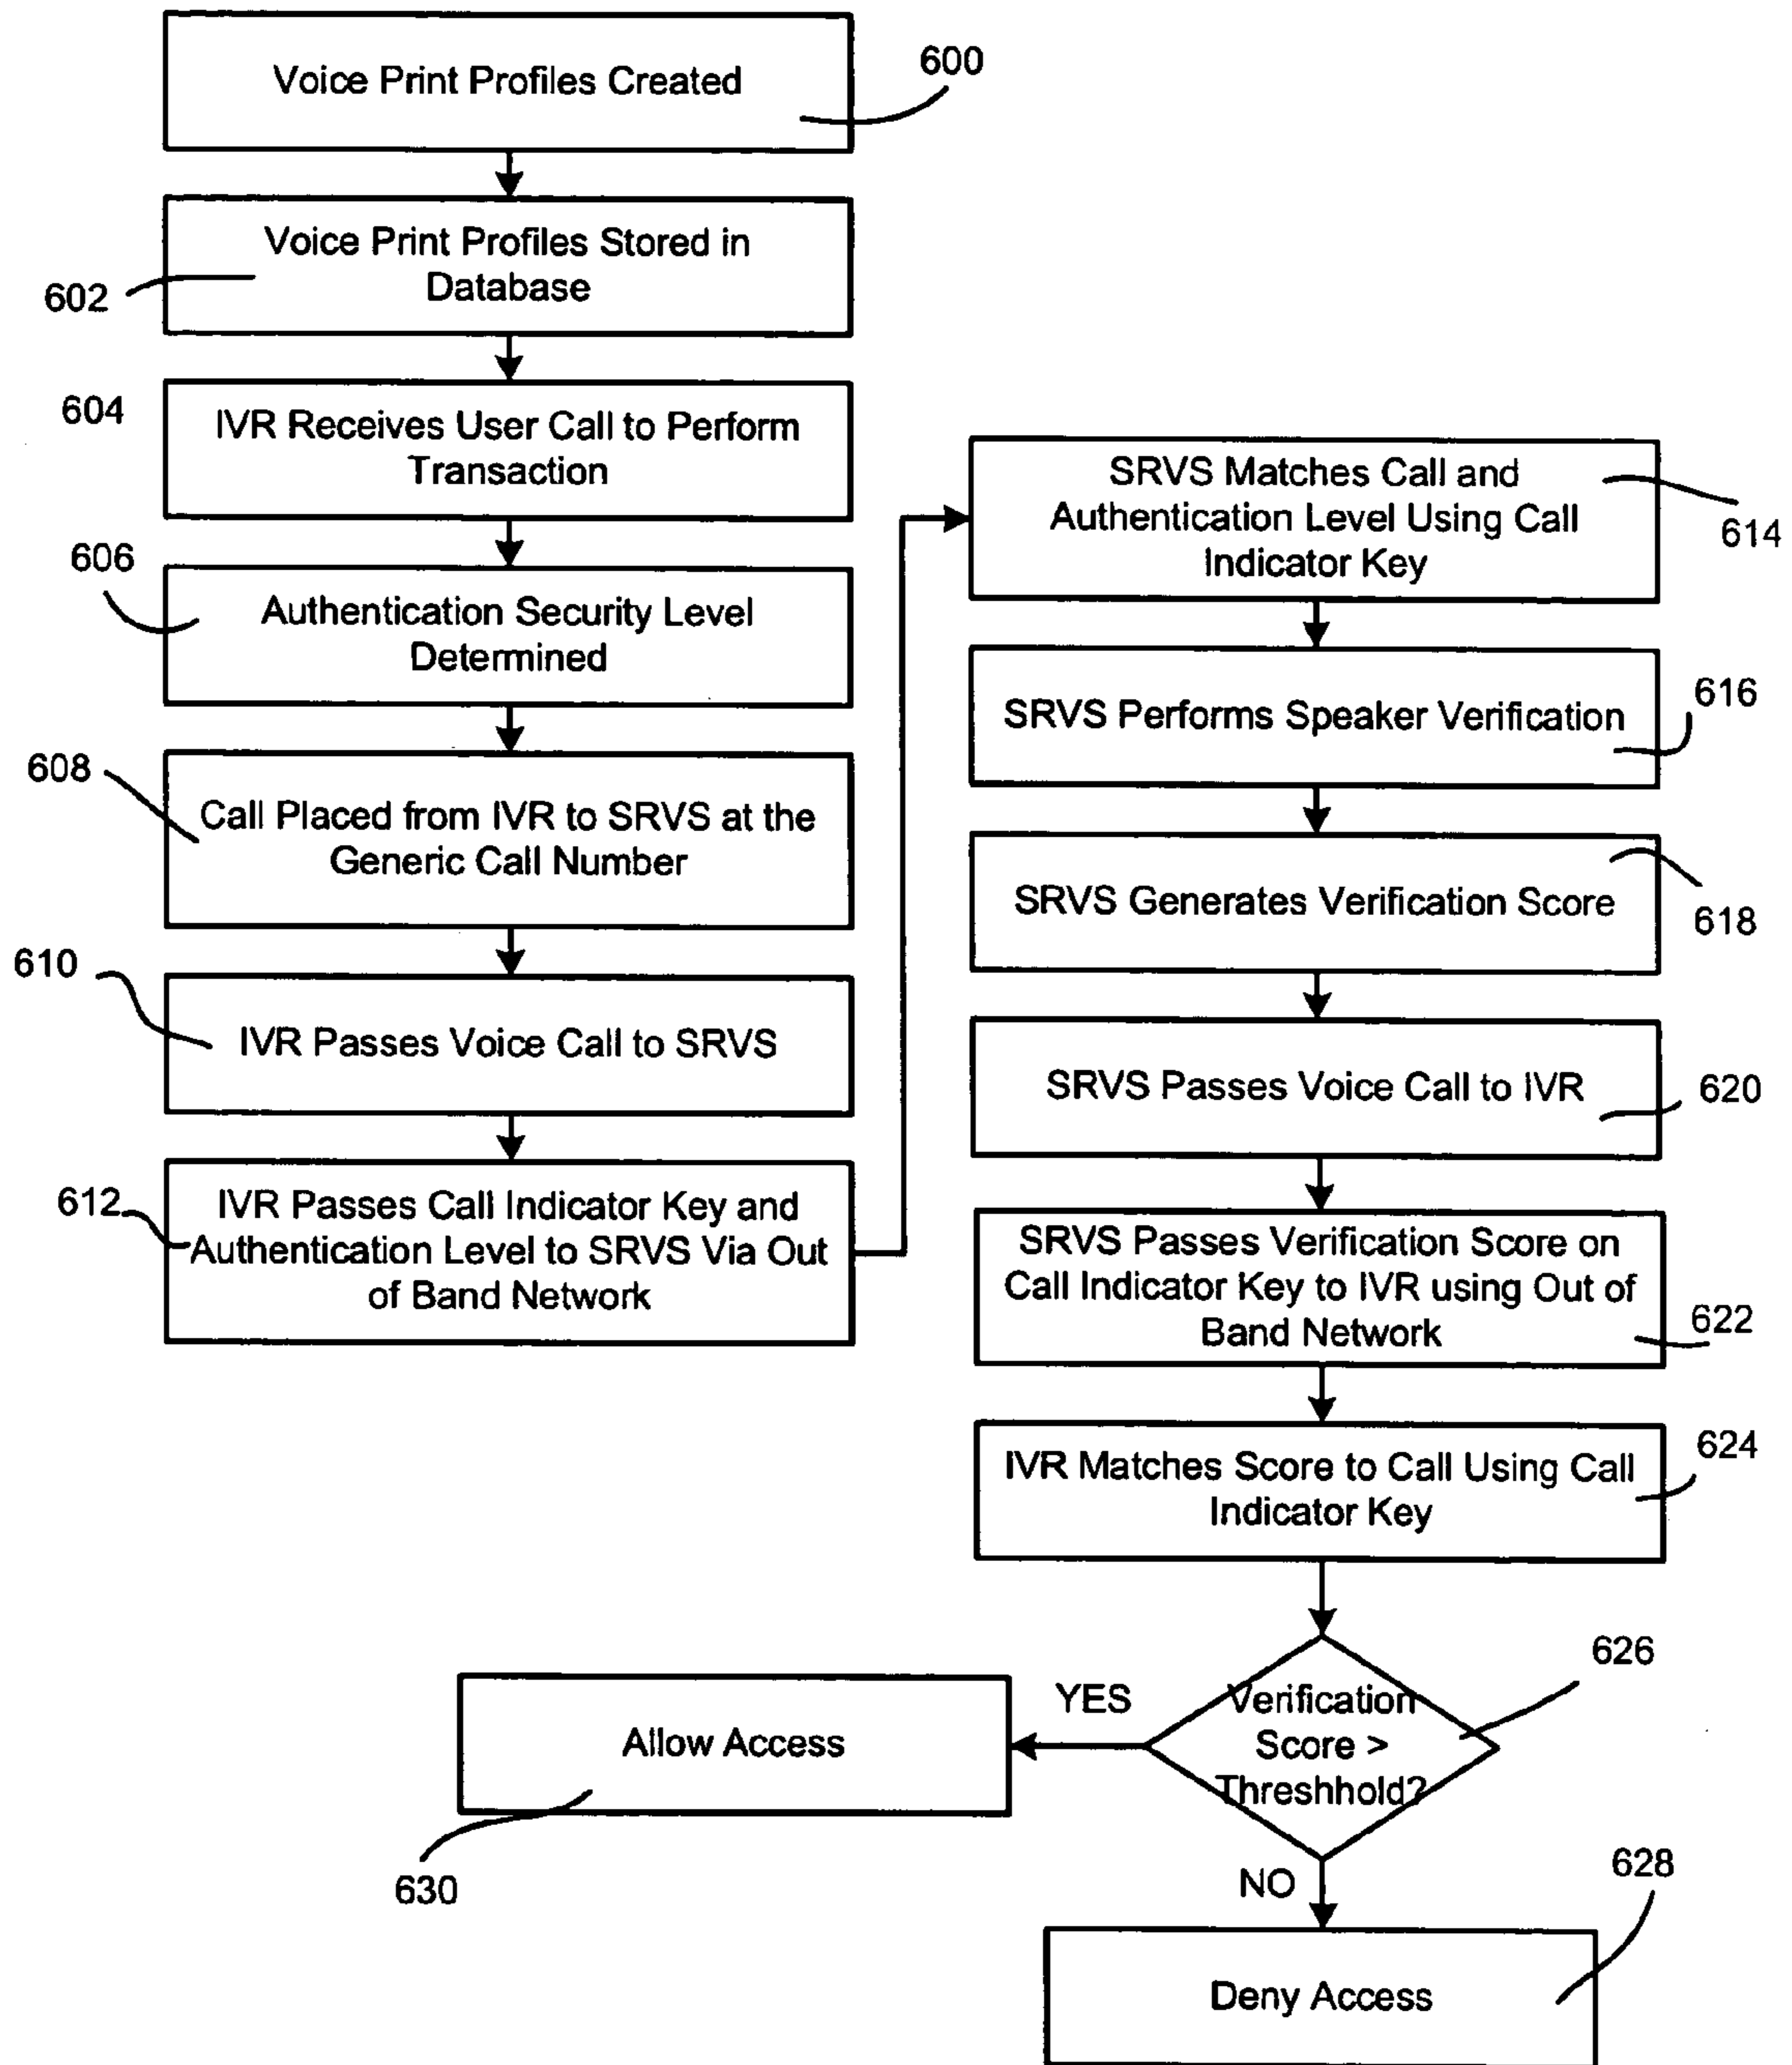 Voice Print Profiles Created
600
Voice Print Profiles Stored in
Database
602
604
IVR Receives User Call to Perform
Transaction
606
Authentication Security Level
Determined
608
Call Placed from IVR to SRVS at the
Generic Call Number
610
IVR Passes Voice Call to SRVS
612
IVR Passes Call Indicator Key and
Authentication Level to SRVS Via Out
of Band Network
SRVS Matches Call and
Authentication Level Using Call
Indicator Key
614
SRVS Performs Speaker Verification
616
SRVS Generates Verification Score
618
SRVS Passes Voice Call to IVR
620
SRVS Passes Verification Score on
Call Indicator Key to IVR using Out of
Band Network
622
IVR Matches Score to Call Using Call
Indicator Key
624
Verification
Score >
Threshhold?
626
YES
Allow Access
630
NO
628
Deny Access